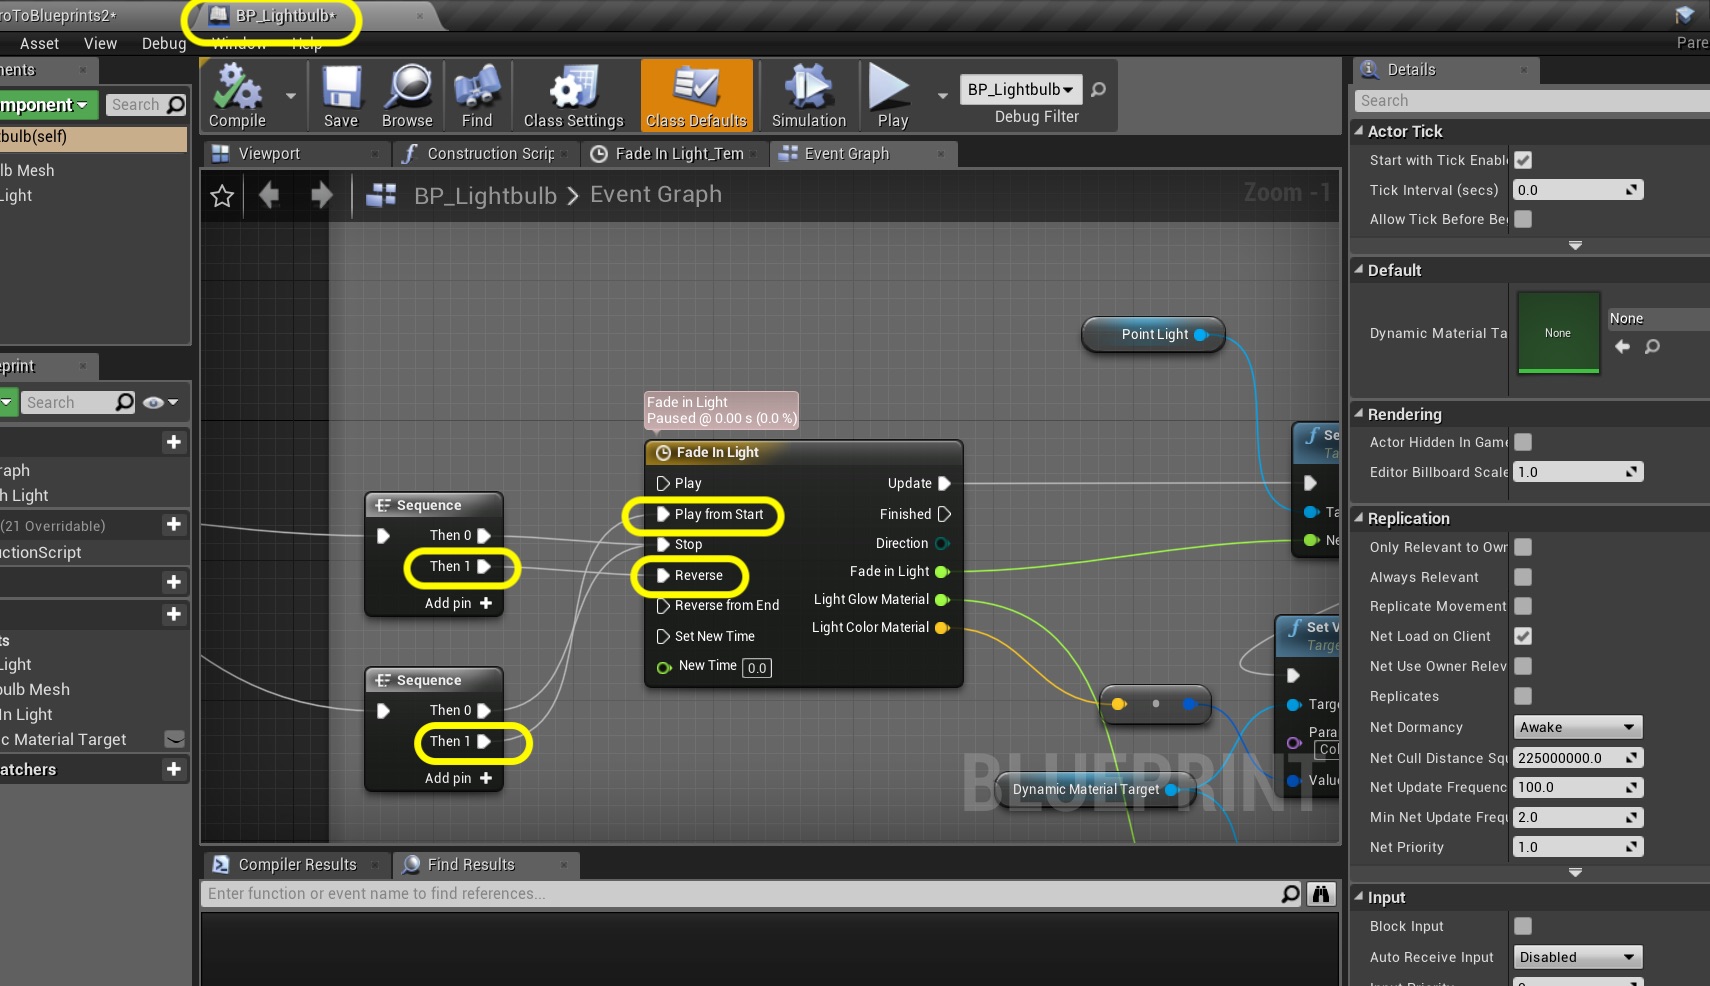 roToBlueprints2*
BP_Lightbulb*
Asset View Debug Window Help
Pare
nents
mponent
Search
tbulb(self)
lb Mesh
Light
Compile
Save
Browse
Find
Class Settings
Class Defaults
Simulation
Play
BP_Lightbulb
Debug Filter
Viewport
Construction Scrip
Fade In Light_Tem
Event Graph
BP_Lightbulb > Event Graph
Zoom -1
Point Light
Fade in Light
Paused @ 0.00 s (0.0 %)
Fade In Light
Play
Play from Start
Stop
Reverse
Reverse from End
Set New Time
New Time 0.0
Update
Finished
Direction
Fade in Light
Light Glow Material
Light Color Material
Sequence
Then 0
Then 1
Add pin +
Sequence
Then 0
Then 1
Add pin +
f Se
Ta
Ta
Ne
f Set V
Targe
Targe
Para
Col
Value
Dynamic Material Target
BLUEPRINT
eprint
Search
raph
h Light
(21 Overridable)
uctionScript
ts
Light
bulb Mesh
In Light
c Material Target
atchers
Compiler Results
Find Results
Enter function or event name to find references...
Details
Search
Actor Tick
Start with Tick Enable
Tick Interval (secs) 0.0
Allow Tick Before Be
Default
Dynamic Material Ta
None
None
Rendering
Actor Hidden In Game
Editor Billboard Scale 1.0
Replication
Only Relevant to Owr
Always Relevant
Replicate Movement
Net Load on Client
Net Use Owner Relev
Replicates
Net Dormancy Awake
Net Cull Distance Squ 225000000.0
Net Update Frequenc 100.0
Min Net Update Frequ 2.0
Net Priority 1.0
Input
Block Input
Auto Receive Input Disabled
Input Priority